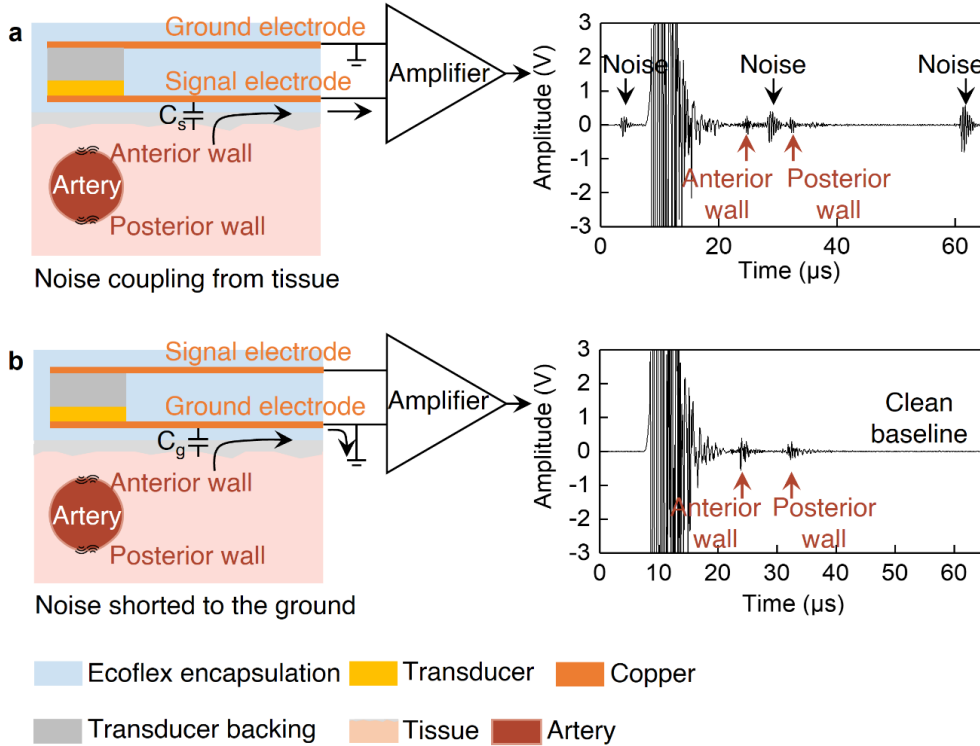 a
Ground electrode
Signal electrode
Cs
Anterior wall
Artery
Posterior wall
Noise coupling from tissue
Amplifier
Amplitude (V)
3
2
1
0
-1
-2
-3
Noise
Noise
Noise
Anterior
wall
Posterior
wall
0
20
40
60
Time (µs)
b
Signal electrode
Ground electrode
Cg
Anterior wall
Artery
Posterior wall
Noise shorted to the ground
Amplifier
Amplitude (V)
3
2
1
0
-1
-2
-3
Clean
baseline
Anterior
wall
Posterior
wall
0
10
20
30
40
50
60
Time (µs)
Ecoflex encapsulation
Transducer
Copper
Transducer backing
Tissue
Artery